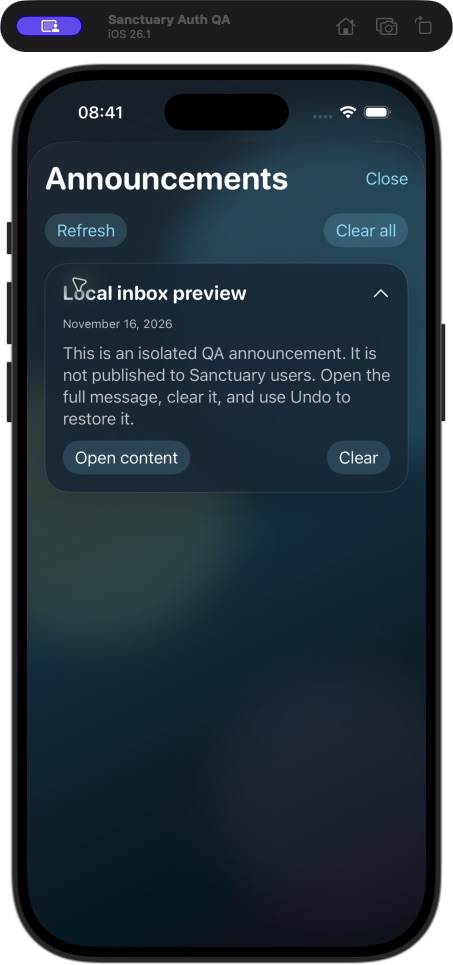 Sanctuary Auth QA
iOS 26.1
08:41
Announcements
Close
Refresh
Clear all
Local inbox preview
November 16, 2026
This is an isolated QA announcement. It is
not published to Sanctuary users. Open the
full message, clear it, and use Undo to
restore it.
Open content
Clear